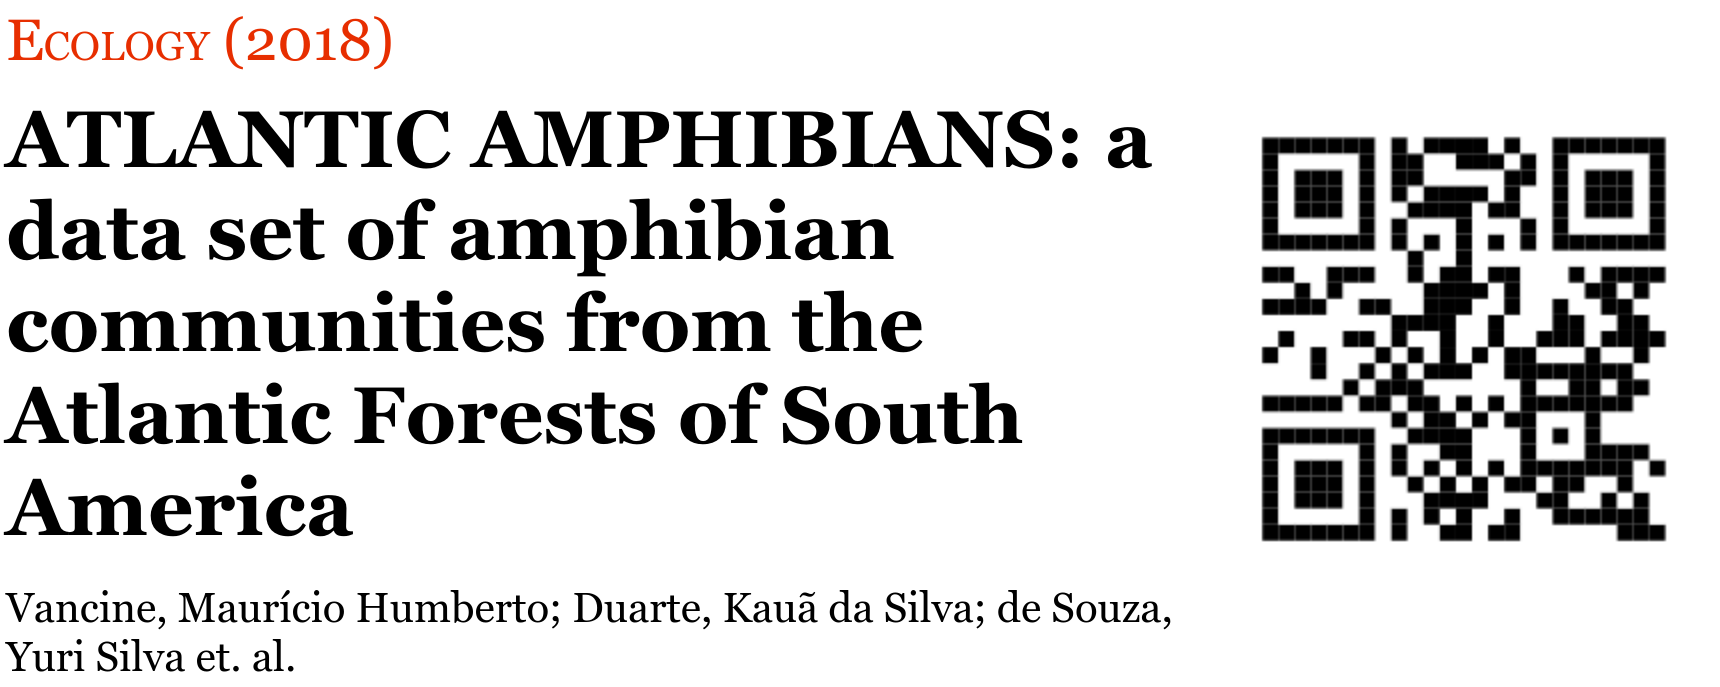 Ecology (2018)
ATLANTIC AMPHIBIANS: a
data set of amphibian
communities from the
Atlantic Forests of South
America
Vancine, Maurício Humberto; Duarte, Kauã da Silva; de Souza,
Yuri Silva et. al.